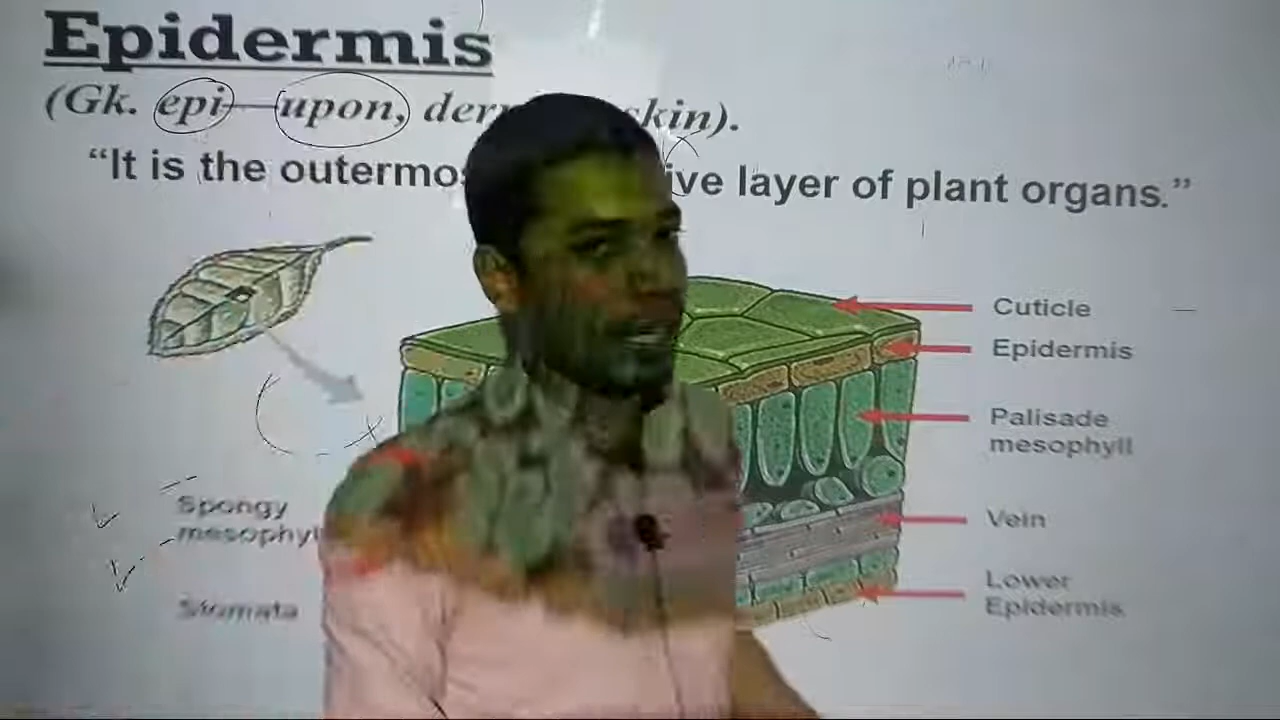 Epidermis
(Gk. epi—upon, der skin).
"It is the outermos ive layer of plant organs."
Cuticle
Epidermis
Palisade
mesophyll
Spongy
mesophyl
Vein
Stomata
Lower
Epidermis